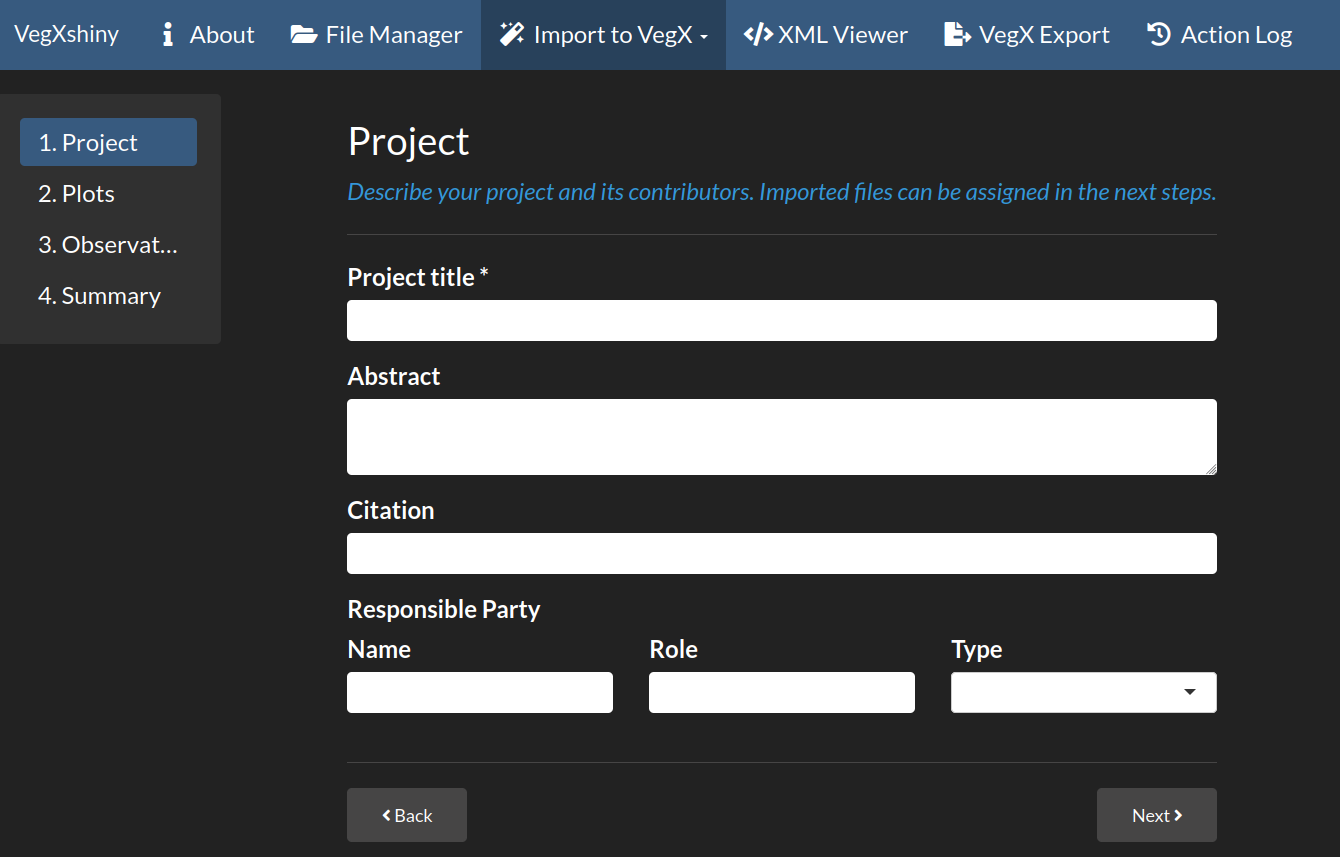 VegXshiny About File Manager Import to VegX XML Viewer VegX Export Action Log
1. Project
2. Plots
3. Observat...
4. Summary
Project
Describe your project and its contributors. Imported files can be assigned in the next steps.
Project title *
Abstract
Citation
Responsible Party
Name Role Type
Back Next